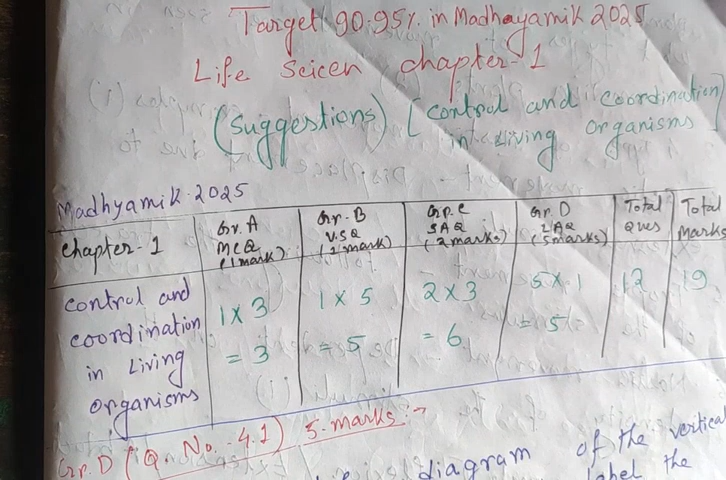 Target 90-95% in Madhayamik 2025
Life Seicen chapter-1
(Suggestions) [control and coordination
in Living organisms]
Madhyamik-2025
chapter-1 Gr. A MCQ (1 mark) Gr. B V.S.Q (1 mark) Gr. C SAQ (2 marks) Gr. D LAQ (5 marks) Total Ques Total Marks
control and
coordination 1 x 3 1 x 5 2 x 3 5 x 1 12 19
in Living = 3 = 5 = 6 = 5
organisms
Gr. D (Q. No. -4.1) 5. marks :-
diagram of the vertical
label the